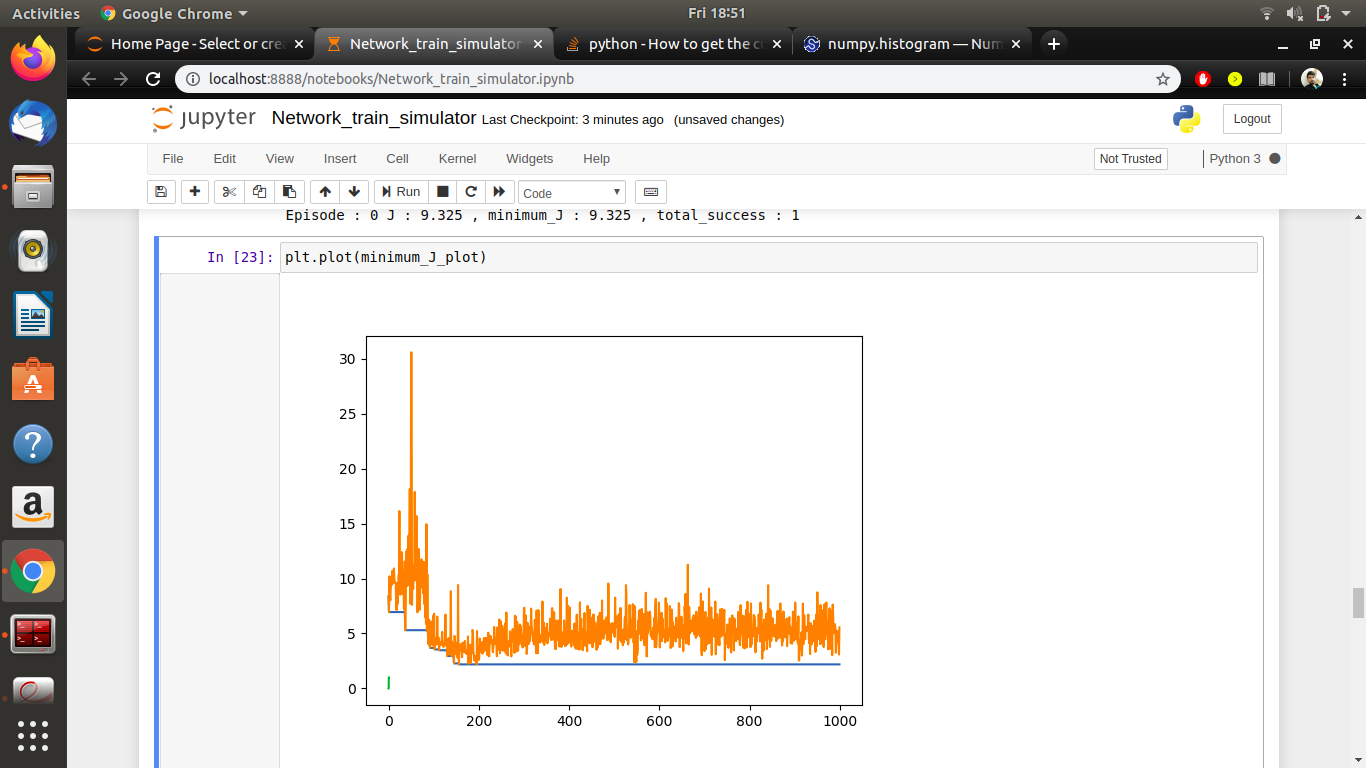 Activities Google Chrome Fri 18:51
Home Page - Select or cre Network_train_simulator python - How to get the c numpy.histogram — Num
localhost:8888/notebooks/Network_train_simulator.ipynb
jupyter Network_train_simulator Last Checkpoint: 3 minutes ago (unsaved changes) Logout
File Edit View Insert Cell Kernel Widgets Help Not Trusted Python 3
Run Code
Episode : 0 J : 9.325 , minimum_J : 9.325 , total_success : 1
In [23]: plt.plot(minimum_J_plot)
30
25
20
15
10
5
0
0 200 400 600 800 1000